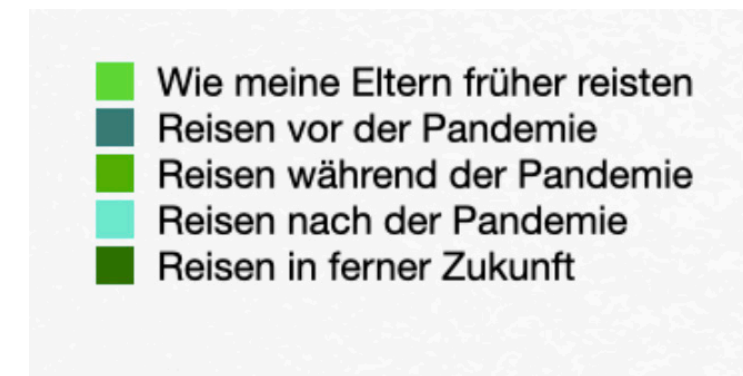 Wie meine Eltern früher reisten
Reisen vor der Pandemie
Reisen während der Pandemie
Reisen nach der Pandemie
Reisen in ferner Zukunft